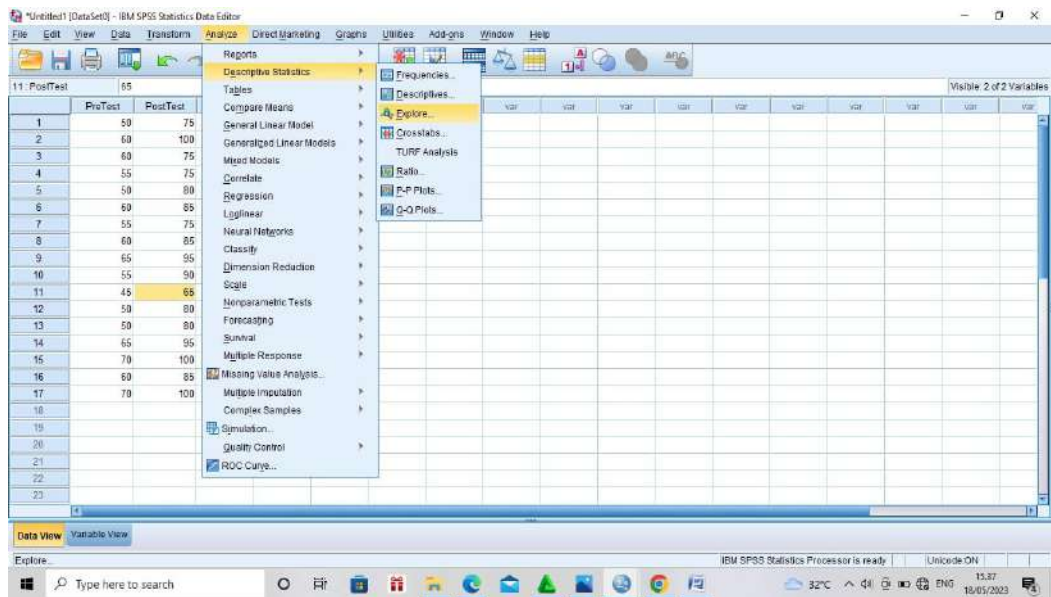 *Untitled1 [DataSet0] - IBM SPSS Statistics Data Editor
File Edit View Data Transform Analyze Direct Marketing Graphs Utilities Add-ons Window Help
11 : PostTest 65 Visible: 2 of 2 Variables
PreTest PostTest var var var var var var var var var var
1 50 75
2 60 100
3 60 75
4 55 75
5 50 80
6 60 85
7 55 75
8 60 85
9 65 95
10 55 90
11 45 65
12 50 80
13 50 80
14 65 95
15 70 100
16 60 85
17 70 100
18
19
20
21
22
23
Reports
Descriptive Statistics
Tables
Compare Means
General Linear Model
Generalized Linear Models
Mixed Models
Correlate
Regression
Loglinear
Neural Networks
Classify
Dimension Reduction
Scale
Nonparametric Tests
Forecasting
Survival
Multiple Response
Missing Value Analysis...
Multiple Imputation
Complex Samples
Simulation...
Quality Control
ROC Curve...
Frequencies...
Descriptives...
Explore...
Crosstabs...
TURF Analysis
Ratio...
P-P Plots...
Q-Q Plots...
Data View Variable View
Explore... IBM SPSS Statistics Processor is ready Unicode:ON
Type here to search 32°C ENG 15.37
18/05/2023